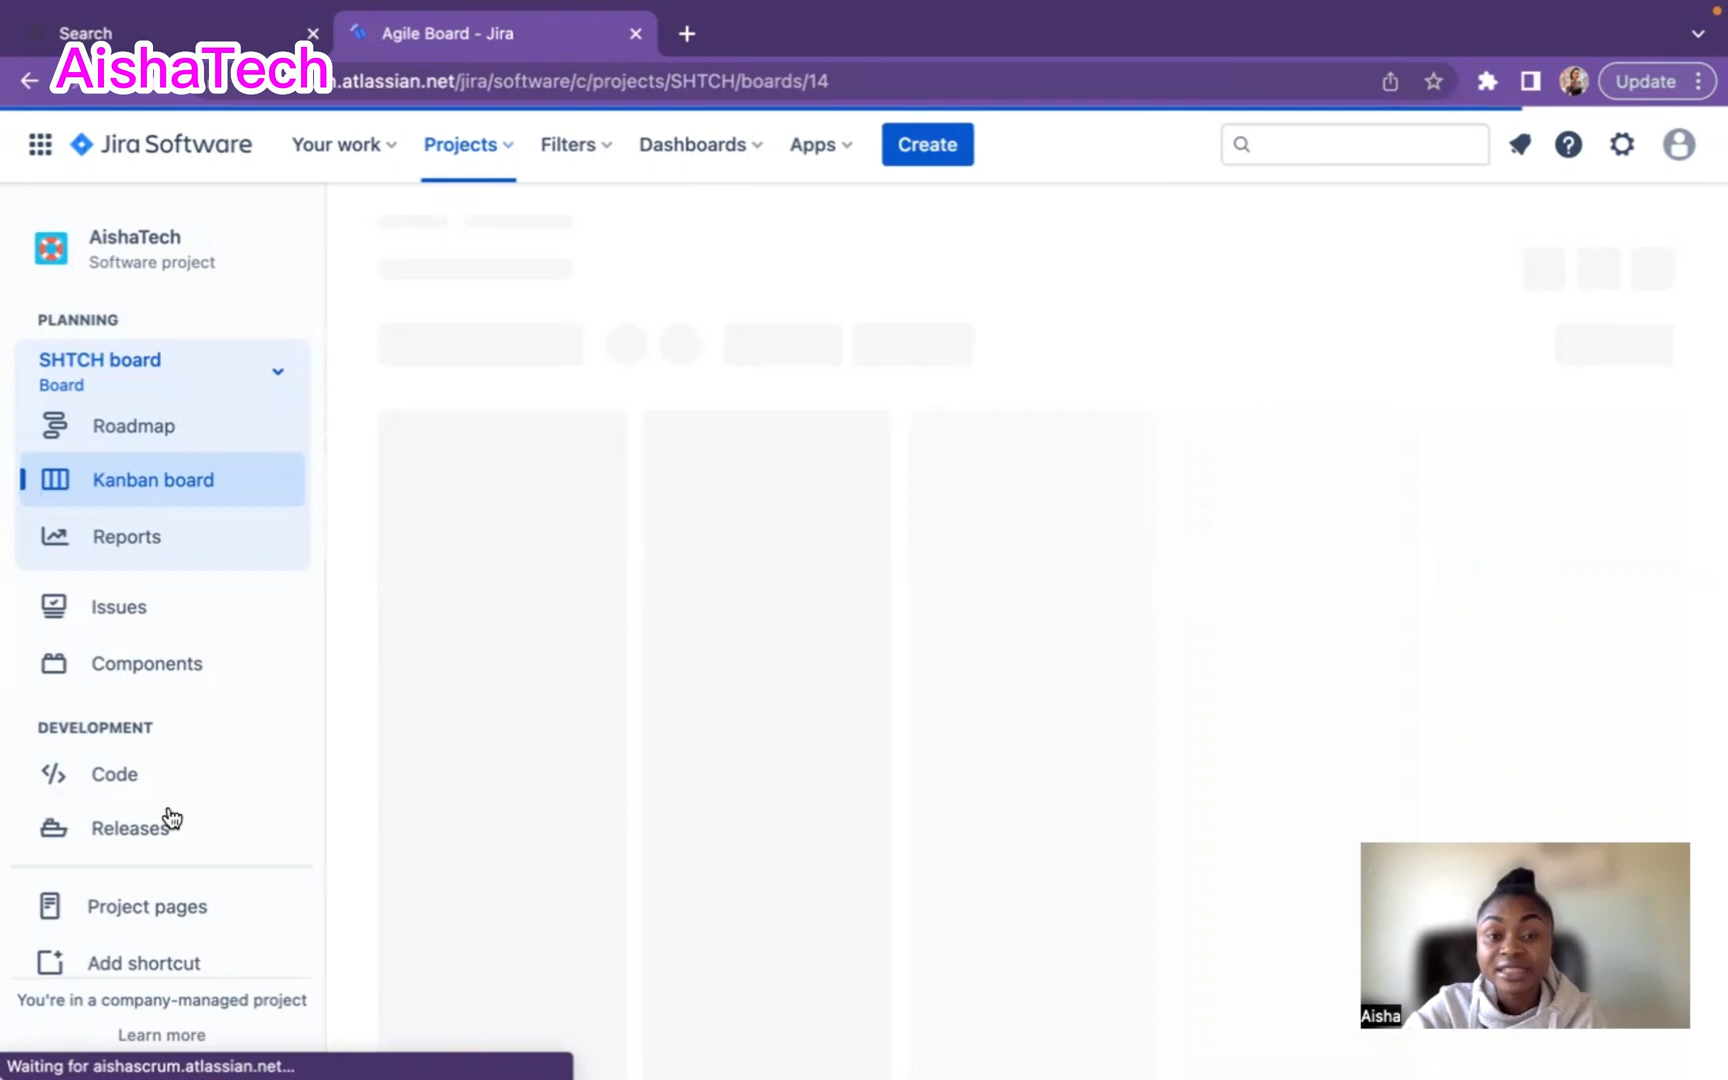 Search
Agile Board - Jira
AishaTech
.atlassian.net/jira/software/c/projects/SHTCH/boards/14
Update
Jira Software
Your work
Projects
Filters
Dashboards
Apps
Create
AishaTech
Software project
PLANNING
SHTCH board
Board
Roadmap
Kanban board
Reports
Issues
Components
DEVELOPMENT
Code
Releases
Project pages
Add shortcut
You're in a company-managed project
Learn more
Waiting for aishascrum.atlassian.net...
Aisha